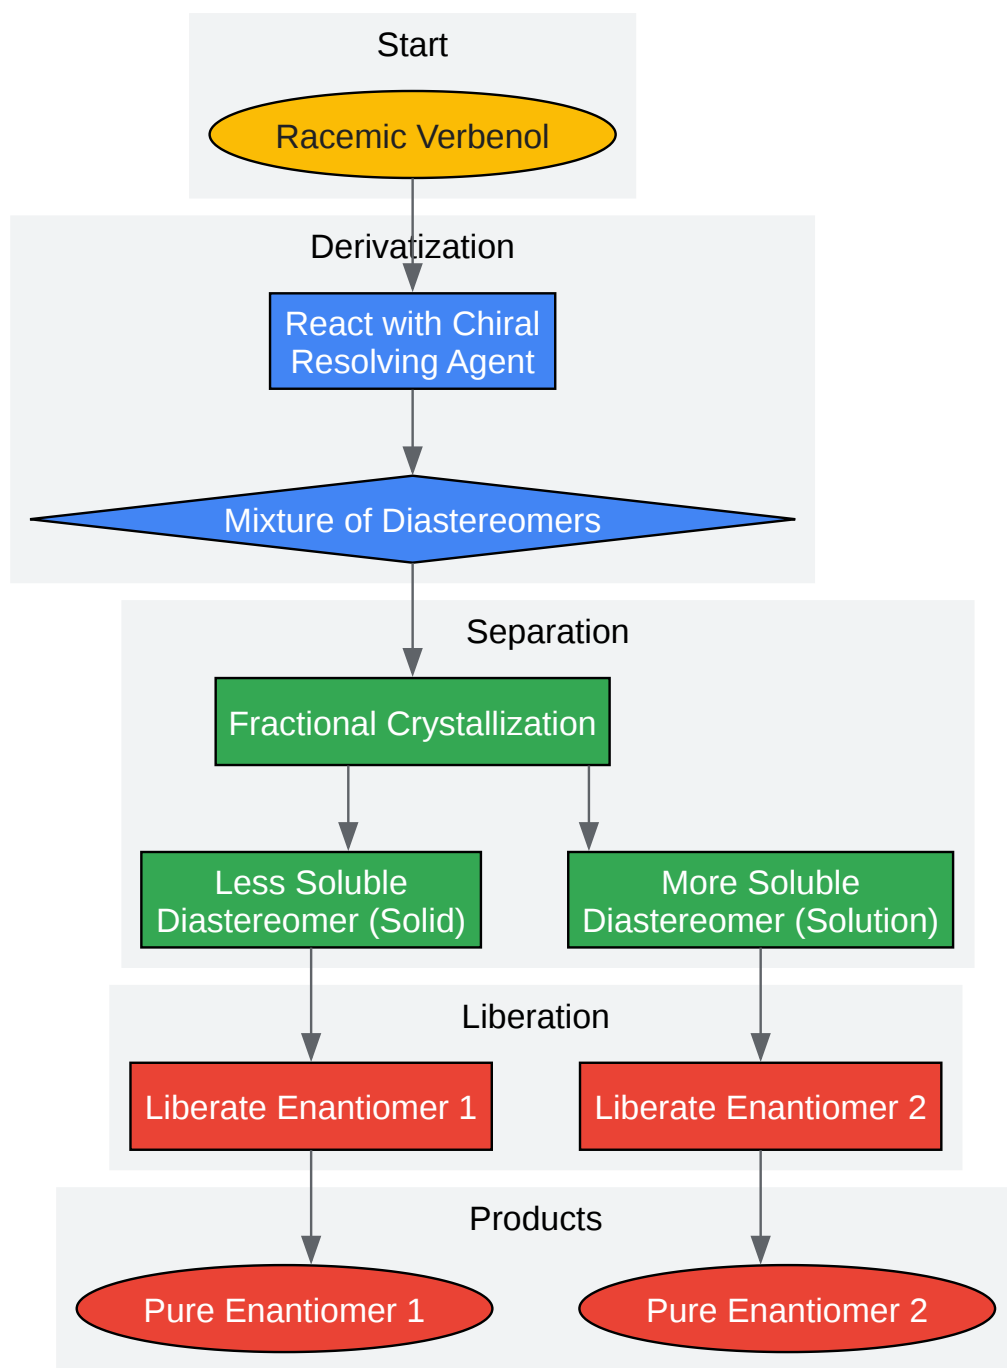 Start
Racemic Verbenol
Derivatization
React with Chiral
Resolving Agent
Mixture of Diastereomers
Separation
Fractional Crystallization
Less Soluble
Diastereomer (Solid)
More Soluble
Diastereomer (Solution)
Liberation
Liberate Enantiomer 1
Liberate Enantiomer 2
Products
Pure Enantiomer 1
Pure Enantiomer 2